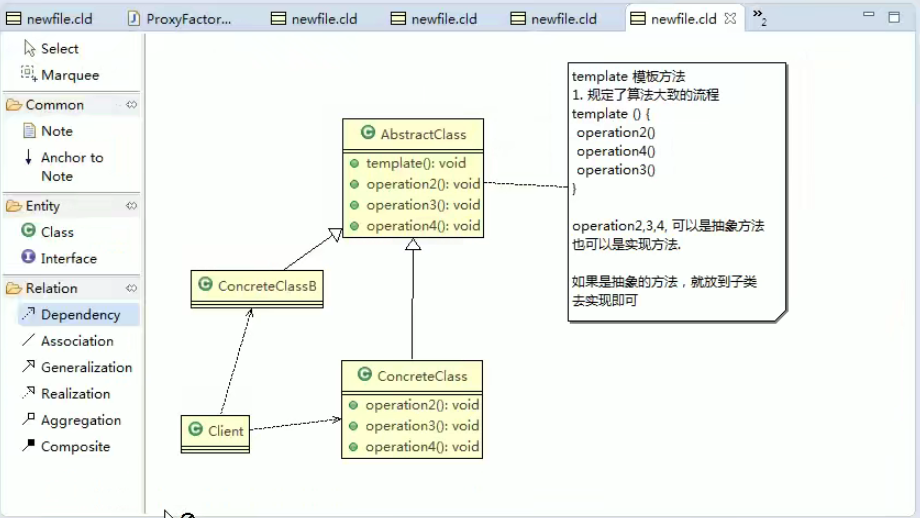 newfile.cld
ProxyFactor...
newfile.cld
newfile.cld
newfile.cld
newfile.cld
2
Select
Marquee
Common
Note
Anchor to
Note
Entity
Class
Interface
Relation
Dependency
Association
Generalization
Realization
Aggregation
Composite
AbstractClass
template(): void
operation2(): void
operation3(): void
operation4(): void
template 模板方法
1. 规定了算法大致的流程
template () {
operation2()
operation4()
operation3()
}
operation2,3,4, 可以是抽象方法
也可以是实现方法.
如果是抽象的方法，就放到子类
去实现即可
ConcreteClassB
ConcreteClass
operation2(): void
operation3(): void
operation4(): void
Client